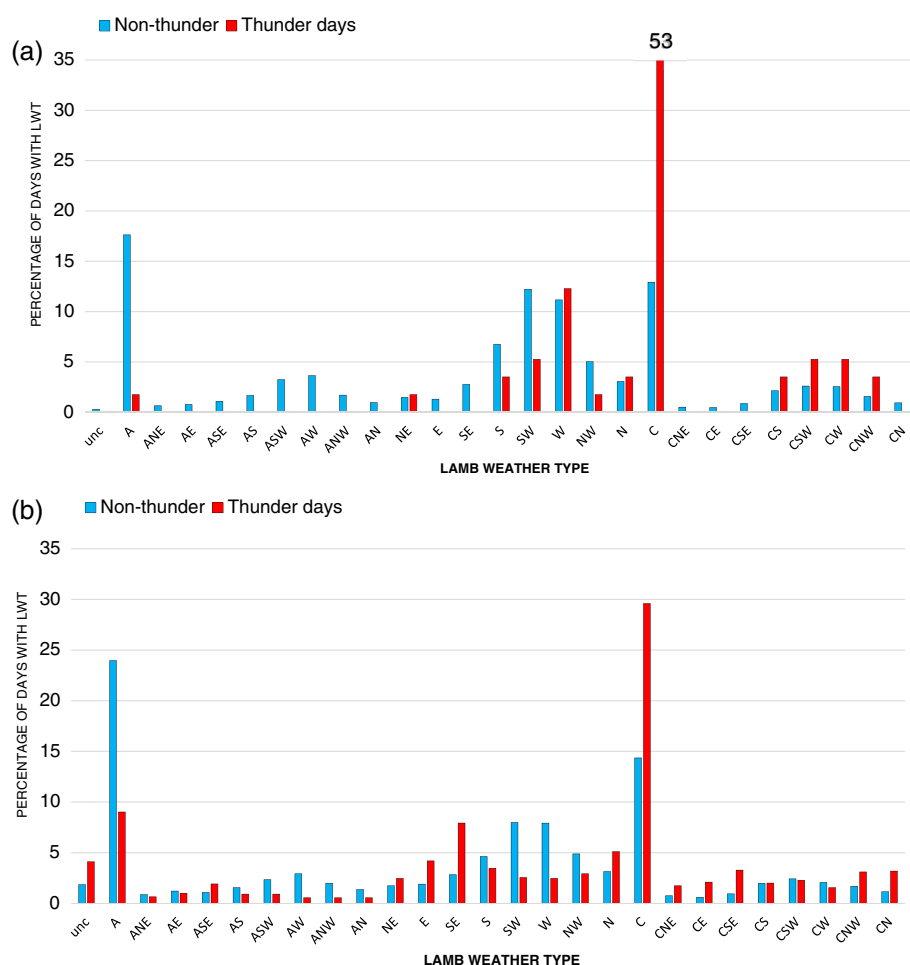 (a)
Non-thunder Thunder days
53
PERCENTAGE OF DAYS WITH LWT
35
30
25
20
15
10
5
0
unc A ANE AE ASE AS ASW AW ANW AN NE E SE S SW W NW N C CNE CE CSE CS CSW CW CNW CN
LAMB WEATHER TYPE
(b)
Non-thunder Thunder days
PERCENTAGE OF DAYS WITH LWT
35
30
25
20
15
10
5
0
unc A ANE AE ASE AS ASW AW ANW AN NE E SE S SW W NW N C CNE CE CSE CS CSW CW CNW CN
LAMB WEATHER TYPE